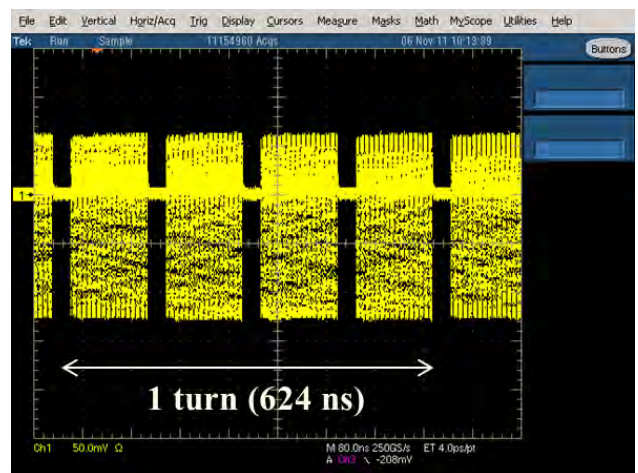 File Edit Vertical Horiz/Acq Trig Display Cursors Measure Masks Math MyScope Utilities Help
Tek Run Sample 11154960 Acqs 06 Nov 11 10:13:39 Buttons
1
1 turn (624 ns)
Ch1 50.0mV Ω M 80.0ns 250GS/s ET 4.0ps/pt
A Ch3 \ -208mV